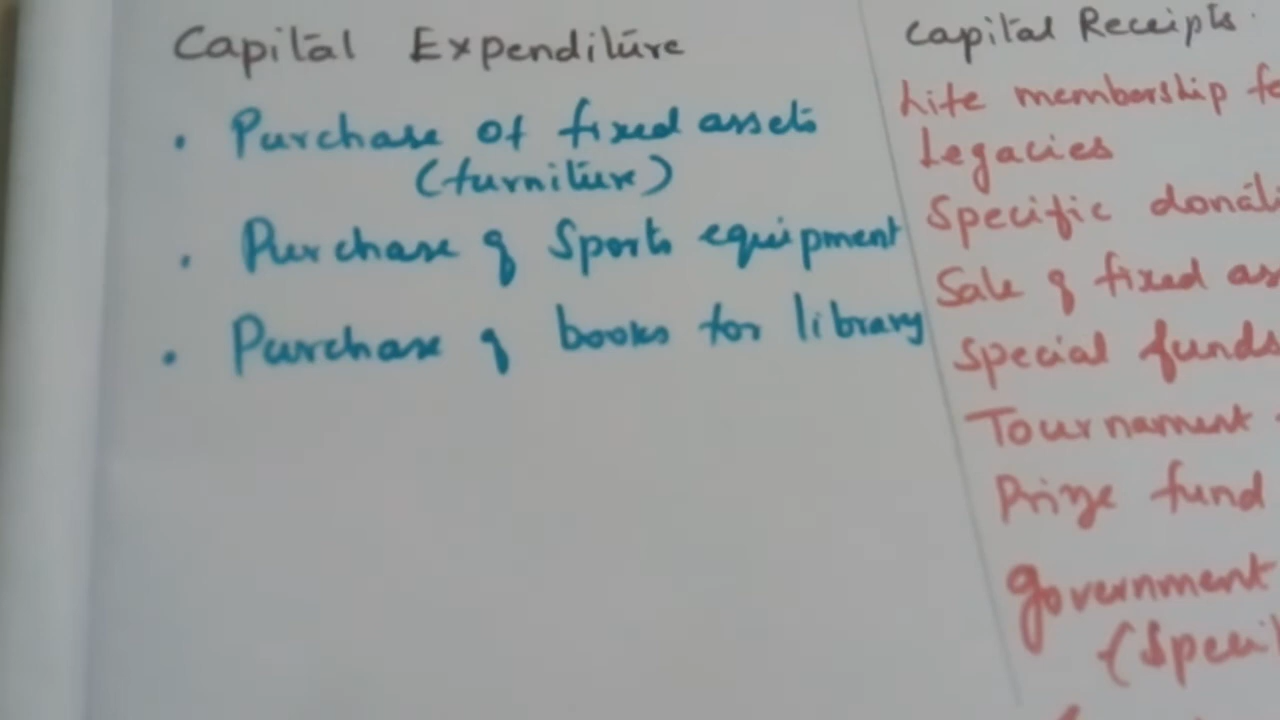 Capital Expenditure
• Purchase of fixed assets
(furniture)
• Purchase of Sports equipment
• Purchase of books for library
Capital Receipts
Life membership
Legacies
Specific
Sale of fixed
Special funds
Tournament
Prize fund
Government